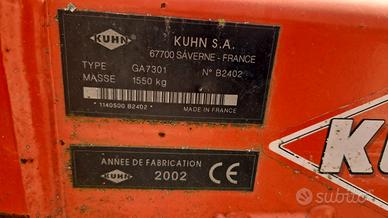 KUHN
KUHN S.A.
67700 SAVERNE - FRANCE
TYPE GA7301 N° B2402
MASSE 1550 kg
* 1140500 B2402 *
MADE IN FRANCE
KUHN
ANNÉE DE FABRICATION
2002 CE
KU
subito